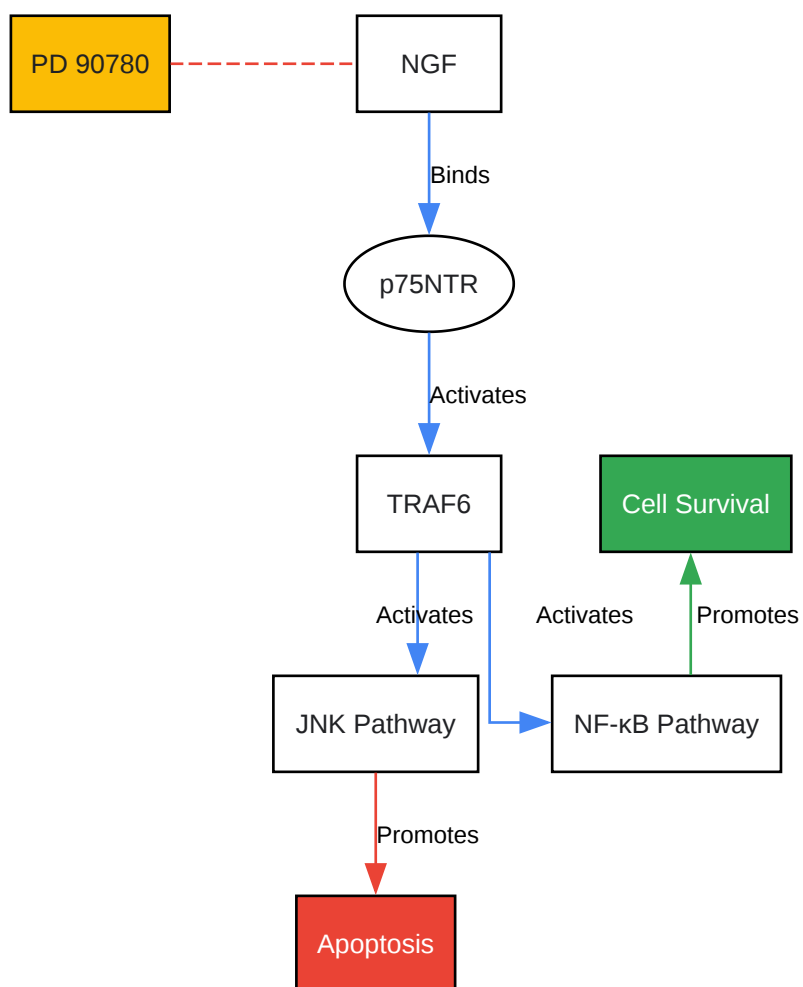 PD 90780
NGF
Binds
p75NTR
Activates
TRAF6
Cell Survival
Activates
Activates
Promotes
JNK Pathway
NF-κB Pathway
Promotes
Apoptosis